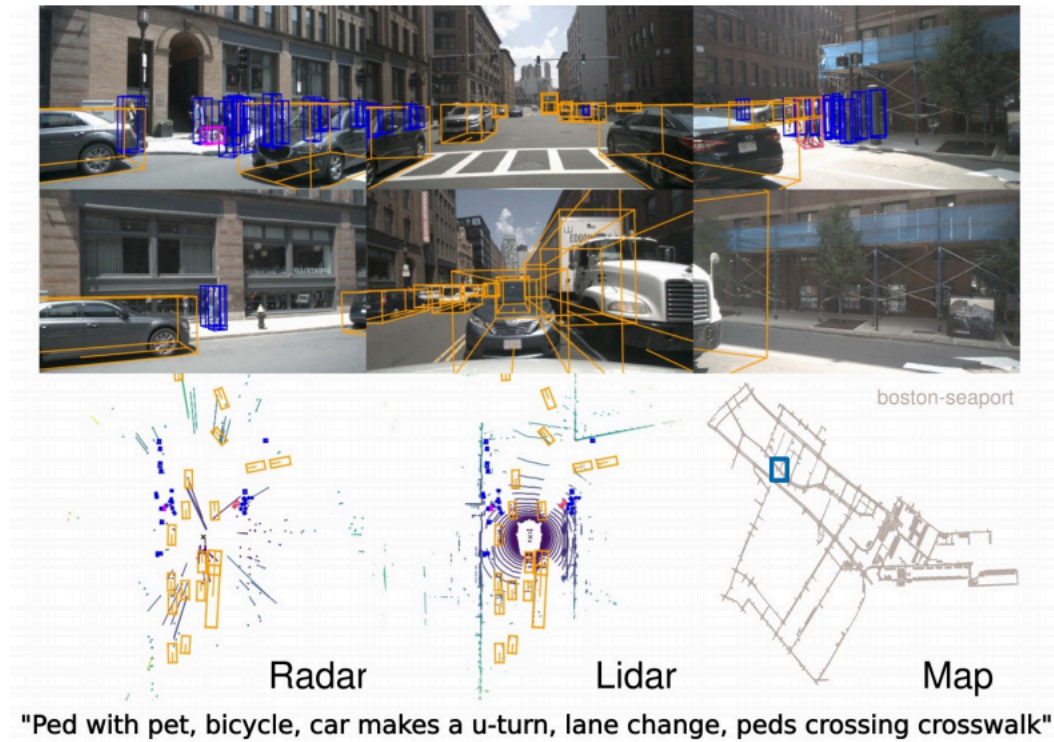 boston-seaport
Radar
Lidar
Map
"Ped with pet, bicycle, car makes a u-turn, lane change, peds crossing crosswalk"